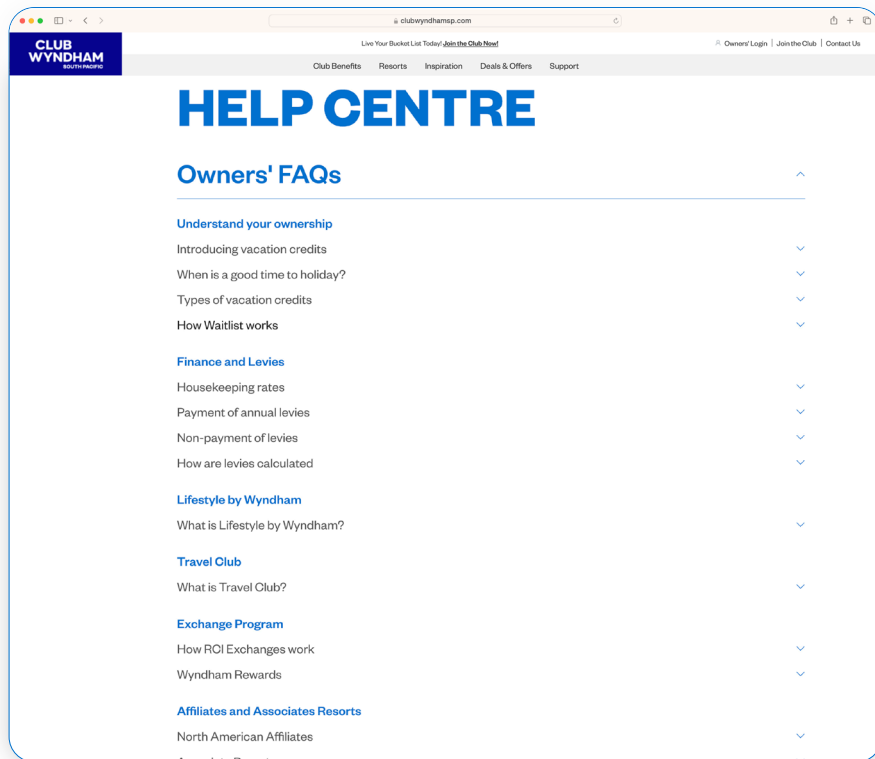 clubwyndhamsp.com
CLUB
WYNDHAM
SOUTH PACIFIC
Live Your Bucket List Today! Join the Club Now!
Owners' Login | Join the Club | Contact Us
Club Benefits Resorts Inspiration Deals & Offers Support
HELP CENTRE
Owners' FAQs
Understand your ownership
Introducing vacation credits
When is a good time to holiday?
Types of vacation credits
How Waitlist works
Finance and Levies
Housekeeping rates
Payment of annual levies
Non-payment of levies
How are levies calculated
Lifestyle by Wyndham
What is Lifestyle by Wyndham?
Travel Club
What is Travel Club?
Exchange Program
How RCI Exchanges work
Wyndham Rewards
Affiliates and Associates Resorts
North American Affiliates